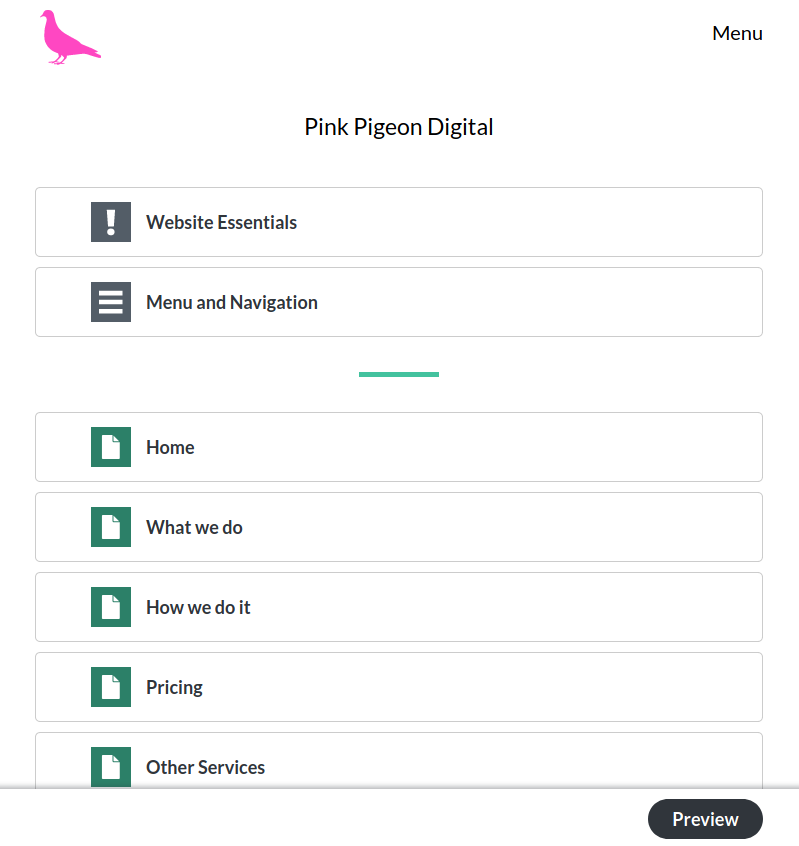 Menu
Pink Pigeon Digital
Website Essentials
Menu and Navigation
Home
What we do
How we do it
Pricing
Other Services
Preview